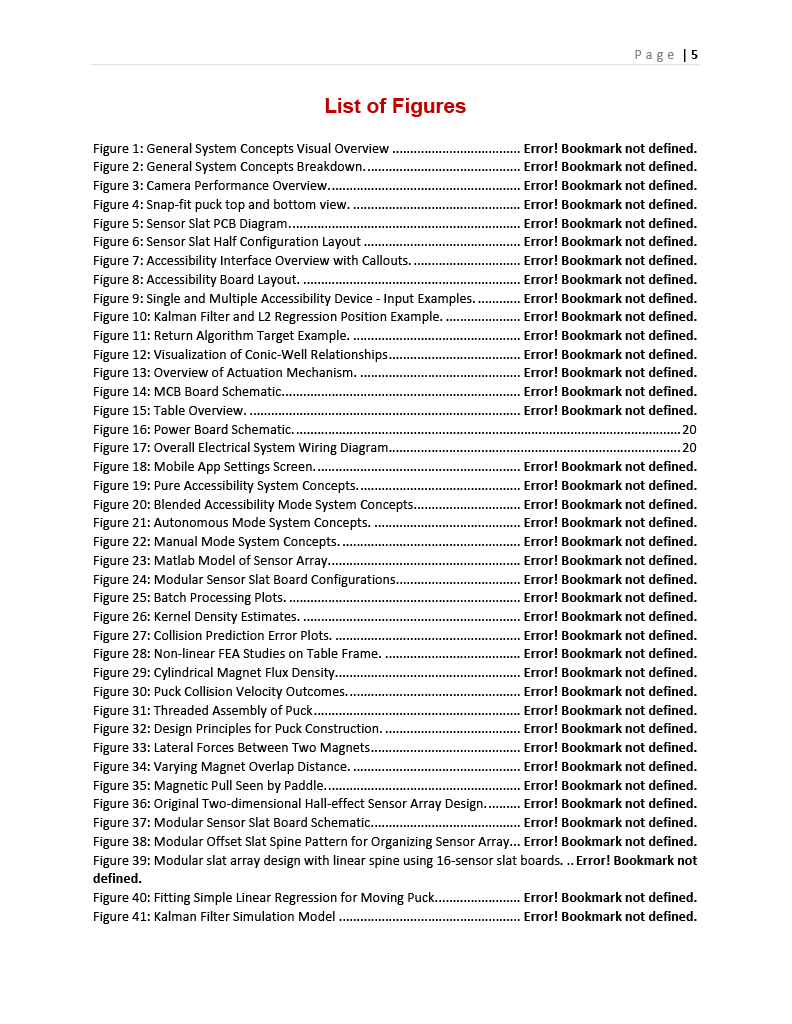 Page | 5
List of Figures
Figure 1: General System Concepts Visual Overview .................................... Error! Bookmark not defined.
Figure 2: General System Concepts Breakdown. ........................................... Error! Bookmark not defined.
Figure 3: Camera Performance Overview. ..................................................... Error! Bookmark not defined.
Figure 4: Snap-fit puck top and bottom view. ............................................... Error! Bookmark not defined.
Figure 5: Sensor Slat PCB Diagram. ................................................................ Error! Bookmark not defined.
Figure 6: Sensor Slat Half Configuration Layout ............................................ Error! Bookmark not defined.
Figure 7: Accessibility Interface Overview with Callouts. .............................. Error! Bookmark not defined.
Figure 8: Accessibility Board Layout. ............................................................. Error! Bookmark not defined.
Figure 9: Single and Multiple Accessibility Device - Input Examples. ............ Error! Bookmark not defined.
Figure 10: Kalman Filter and L2 Regression Position Example. ..................... Error! Bookmark not defined.
Figure 11: Return Algorithm Target Example. ............................................... Error! Bookmark not defined.
Figure 12: Visualization of Conic-Well Relationships ..................................... Error! Bookmark not defined.
Figure 13: Overview of Actuation Mechanism. ............................................. Error! Bookmark not defined.
Figure 14: MCB Board Schematic. .................................................................. Error! Bookmark not defined.
Figure 15: Table Overview. ............................................................................ Error! Bookmark not defined.
Figure 16: Power Board Schematic. ........................................................................................................... 20
Figure 17: Overall Electrical System Wiring Diagram. ................................................................................ 20
Figure 18: Mobile App Settings Screen. ......................................................... Error! Bookmark not defined.
Figure 19: Pure Accessibility System Concepts. ............................................. Error! Bookmark not defined.
Figure 20: Blended Accessibility Mode System Concepts. ............................. Error! Bookmark not defined.
Figure 21: Autonomous Mode System Concepts. ......................................... Error! Bookmark not defined.
Figure 22: Manual Mode System Concepts. .................................................. Error! Bookmark not defined.
Figure 23: Matlab Model of Sensor Array. ..................................................... Error! Bookmark not defined.
Figure 24: Modular Sensor Slat Board Configurations. .................................. Error! Bookmark not defined.
Figure 25: Batch Processing Plots. ................................................................. Error! Bookmark not defined.
Figure 26: Kernel Density Estimates. ............................................................. Error! Bookmark not defined.
Figure 27: Collision Prediction Error Plots. .................................................... Error! Bookmark not defined.
Figure 28: Non-linear FEA Studies on Table Frame. ...................................... Error! Bookmark not defined.
Figure 29: Cylindrical Magnet Flux Density. ................................................... Error! Bookmark not defined.
Figure 30: Puck Collision Velocity Outcomes. ................................................ Error! Bookmark not defined.
Figure 31: Threaded Assembly of Puck .......................................................... Error! Bookmark not defined.
Figure 32: Design Principles for Puck Construction. ...................................... Error! Bookmark not defined.
Figure 33: Lateral Forces Between Two Magnets. ......................................... Error! Bookmark not defined.
Figure 34: Varying Magnet Overlap Distance. ............................................... Error! Bookmark not defined.
Figure 35: Magnetic Pull Seen by Paddle. ...................................................... Error! Bookmark not defined.
Figure 36: Original Two-dimensional Hall-effect Sensor Array Design. ......... Error! Bookmark not defined.
Figure 37: Modular Sensor Slat Board Schematic. ......................................... Error! Bookmark not defined.
Figure 38: Modular Offset Slat Spine Pattern for Organizing Sensor Array... Error! Bookmark not defined.
Figure 39: Modular slat array design with linear spine using 16-sensor slat boards. .. Error! Bookmark not
defined.
Figure 40: Fitting Simple Linear Regression for Moving Puck. ....................... Error! Bookmark not defined.
Figure 41: Kalman Filter Simulation Model ................................................... Error! Bookmark not defined.